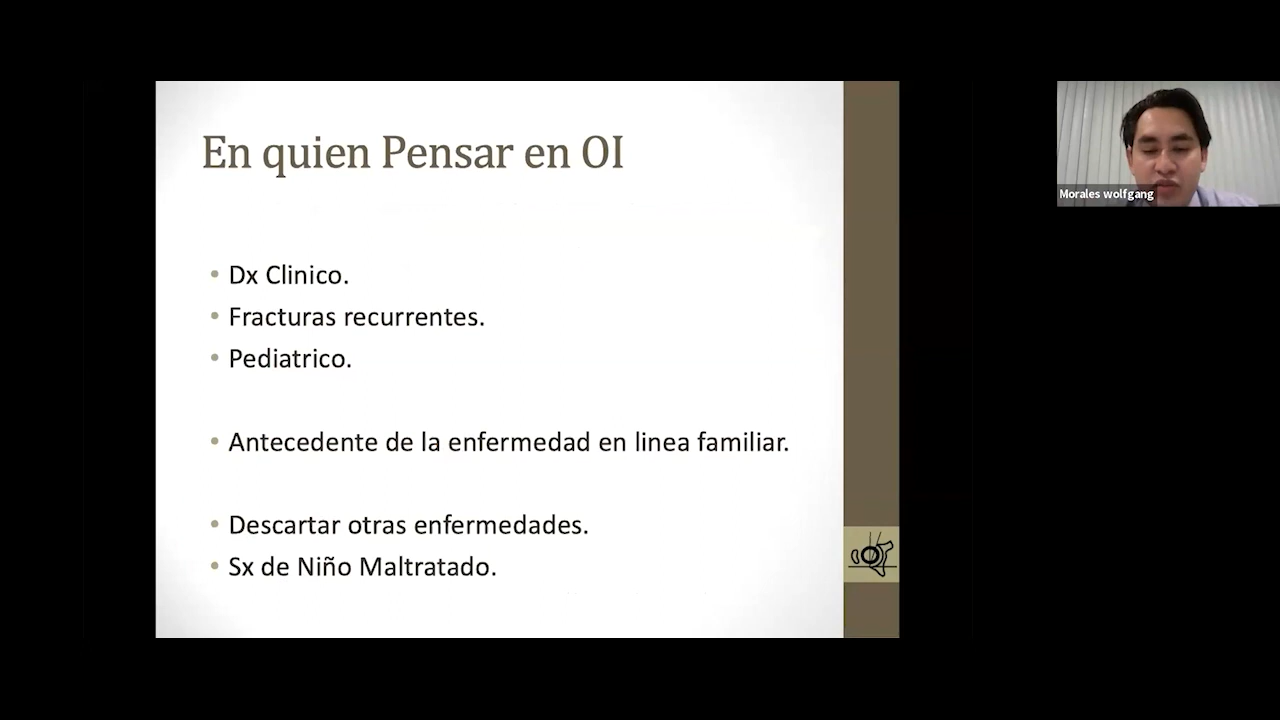 En quien Pensar en OI
Dx Clinico.
Fracturas recurrentes.
Pediatrico.
Antecedente de la enfermedad en linea familiar.
Descartar otras enfermedades.
Sx de Niño Maltratado.
Morales wolfgang